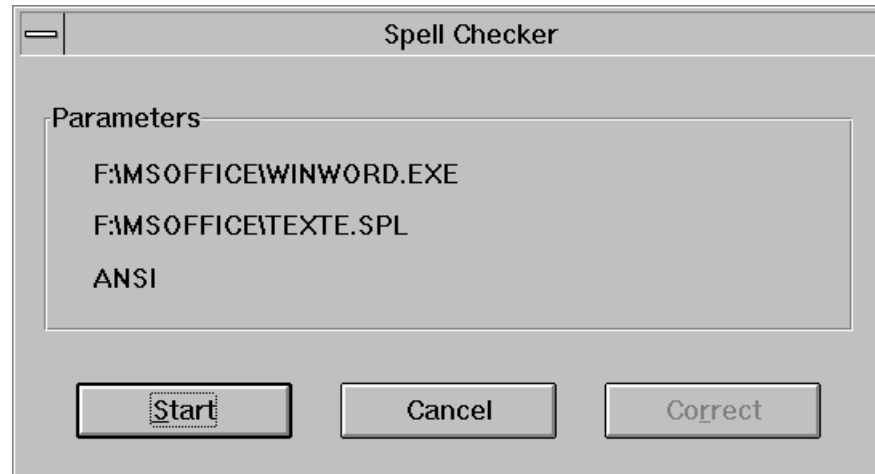 Spell Checker
Parameters
F:\MSOFFICE\WINWORD.EXE
F:\MSOFFICE\TEXTE.SPL
ANSI
Start Cancel Correct